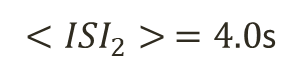 < ISI₂ > = 4.0s